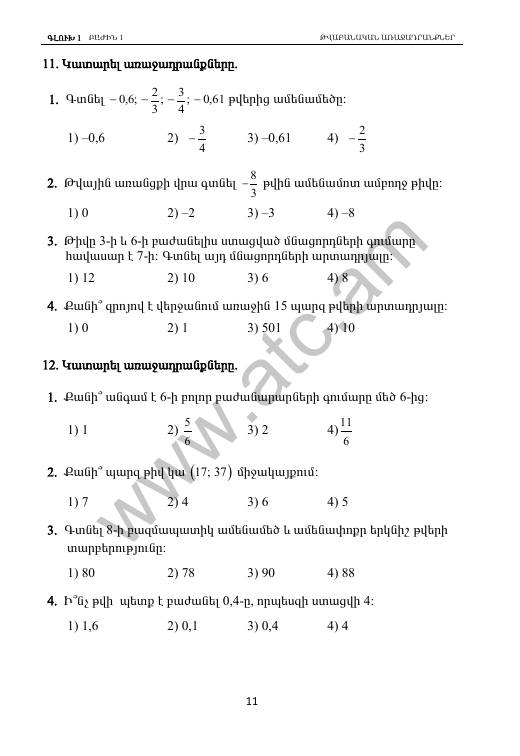 ԳԼՈՒԽ 1 ԲԱԺԻՆ 1 ԹՎԱԲԱՆԱԿԱՆ ԱՌԱՋԱԴՐԱՆՔՆԵՐ
11. Կատարել առաջադրանքները.
1. Գտնել −0,6; −2/3; −3/4; −0,61 թվերից ամենամեծը:
1) –0,6 2) −3/4 3) –0,61 4) −2/3
2. Թվային առանցքի վրա գտնել −8/3 թվին ամենամոտ ամբողջ թիվը:
1) 0 2) –2 3) –3 4) –8
3. Թիվը 3-ի և 6-ի բաժանելիս ստացված մնացորդների գումարը
հավասար է 7-ի: Գտնել այդ մնացորդների արտադրյալը:
1) 12 2) 10 3) 6 4) 8
4. Քանի՞ զրոյով է վերջանում առաջին 15 պարզ թվերի արտադրյալը:
1) 0 2) 1 3) 501 4) 10
12. Կատարել առաջադրանքները.
1. Քանի՞ անգամ է 6-ի բոլոր բաժանարարների գումարը մեծ 6-ից:
1) 1 2) 5/6 3) 2 4) 11/6
2. Քանի՞ պարզ թիվ կա (17; 37) միջակայքում:
1) 7 2) 4 3) 6 4) 5
3. Գտնել 8-ի բազմապատիկ ամենամեծ և ամենափոքր երկնիշ թվերի
տարբերությունը:
1) 80 2) 78 3) 90 4) 88
4. Ի՞նչ թվի պետք է բաժանել 0,4-ը, որպեսզի ստացվի 4:
1) 1,6 2) 0,1 3) 0,4 4) 4
www.atc.am
11